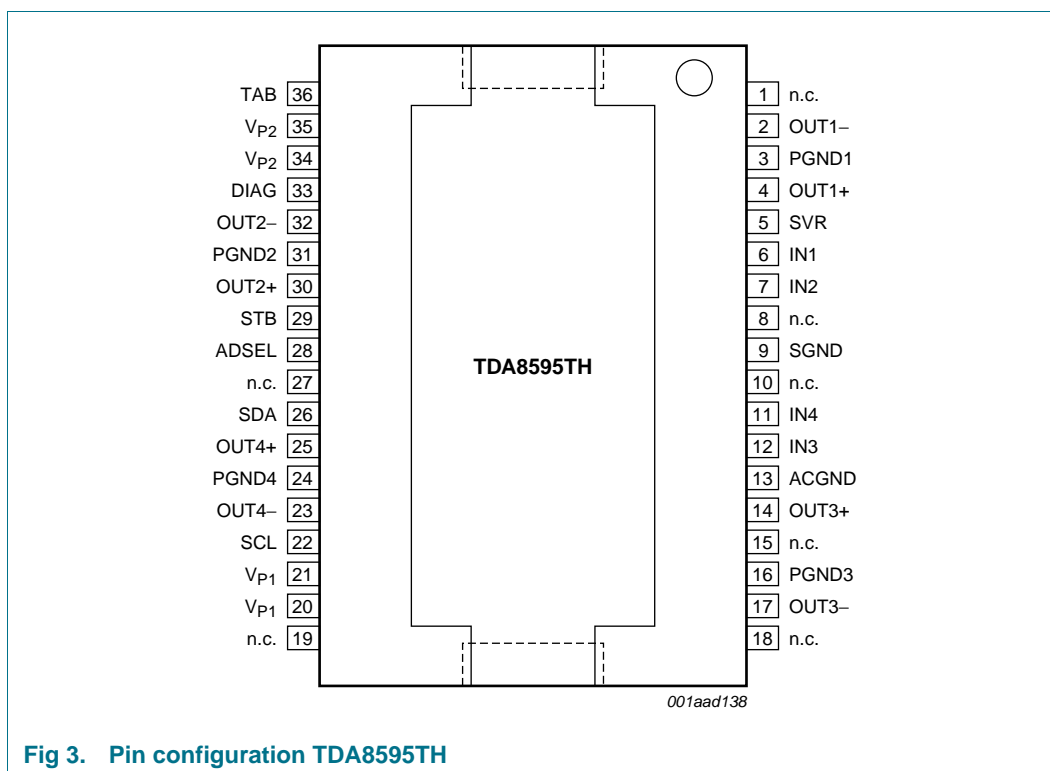 TAB 36
VP2 35
VP2 34
DIAG 33
OUT2− 32
PGND2 31
OUT2+ 30
STB 29
ADSEL 28
n.c. 27
SDA 26
OUT4+ 25
PGND4 24
OUT4− 23
SCL 22
VP1 21
VP1 20
n.c. 19
TDA8595TH
1 n.c.
2 OUT1−
3 PGND1
4 OUT1+
5 SVR
6 IN1
7 IN2
8 n.c.
9 SGND
10 n.c.
11 IN4
12 IN3
13 ACGND
14 OUT3+
15 n.c.
16 PGND3
17 OUT3−
18 n.c.
001aad138
Fig 3. Pin configuration TDA8595TH